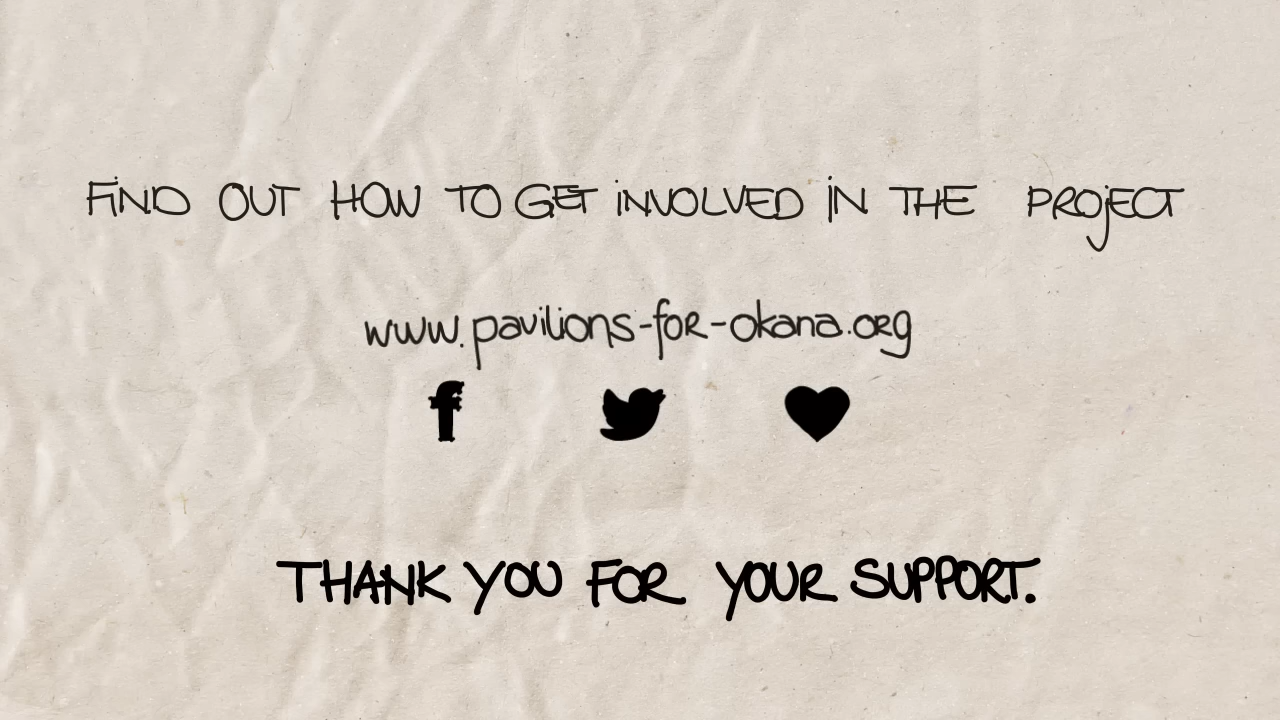 FiND OUT HOW TO GET iNVOLVED iN THE PROjECT
www.pavilions-for-okana.org
f
THANK YOU FOR YOUR SUPPORT.